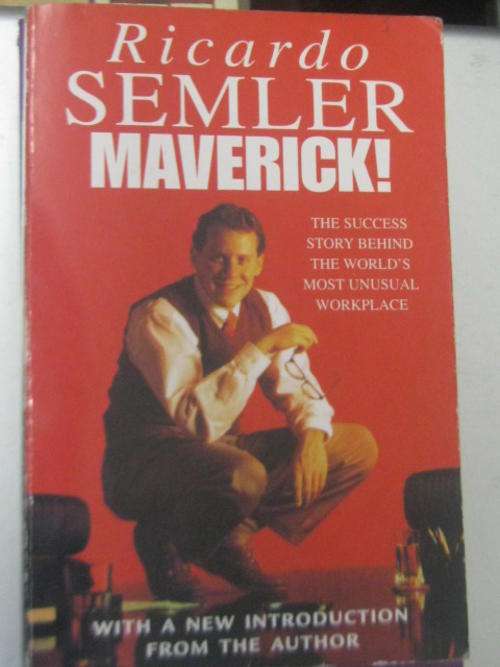 Ricardo
SEMLER
MAVERICK!
THE SUCCESS
STORY BEHIND
THE WORLD'S
MOST UNUSUAL
WORKPLACE
WITH A NEW INTRODUCTION
FROM THE AUTHOR